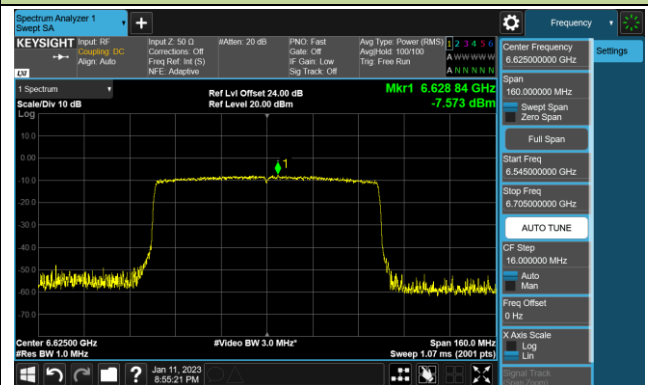 Spectrum Analyzer 1
Swept SA
+
Frequency
KEYSIGHT
Input: RF
Coupling: DC
Align: Auto
Input Z: 50 Ω
Corrections: Off
Freq Ref: Int (S)
NFE: Adaptive
#Atten: 20 dB
PNO: Fast
Gate: Off
IF Gain: Low
Sig Track: Off
Avg Type: Power (RMS)
Avg|Hold: 100/100
Trig: Free Run
1 2 3 4 5 6
A W W W W W
A N N N N N
LXI
1 Spectrum
Scale/Div 10 dB
Log
Ref Lvl Offset 24.00 dB
Ref Level 20.00 dBm
Mkr1 6.628 84 GHz
-7.573 dBm
10.0
0.00
-10.0
-20.0
-30.0
-40.0
-50.0
-60.0
-70.0
1
Center 6.62500 GHz
#Res BW 1.0 MHz
#Video BW 3.0 MHz*
Span 160.0 MHz
Sweep 1.07 ms (2001 pts)
Jan 11, 2023
8:55:21 PM
?
Center Frequency
6.625000000 GHz
Settings
Span
160.000000 MHz
Swept Span
Zero Span
Full Span
Start Freq
6.545000000 GHz
Stop Freq
6.705000000 GHz
AUTO TUNE
CF Step
16.000000 MHz
Auto
Man
Freq Offset
0 Hz
X Axis Scale
Log
Lin
Signal Track
(Span Zoom)